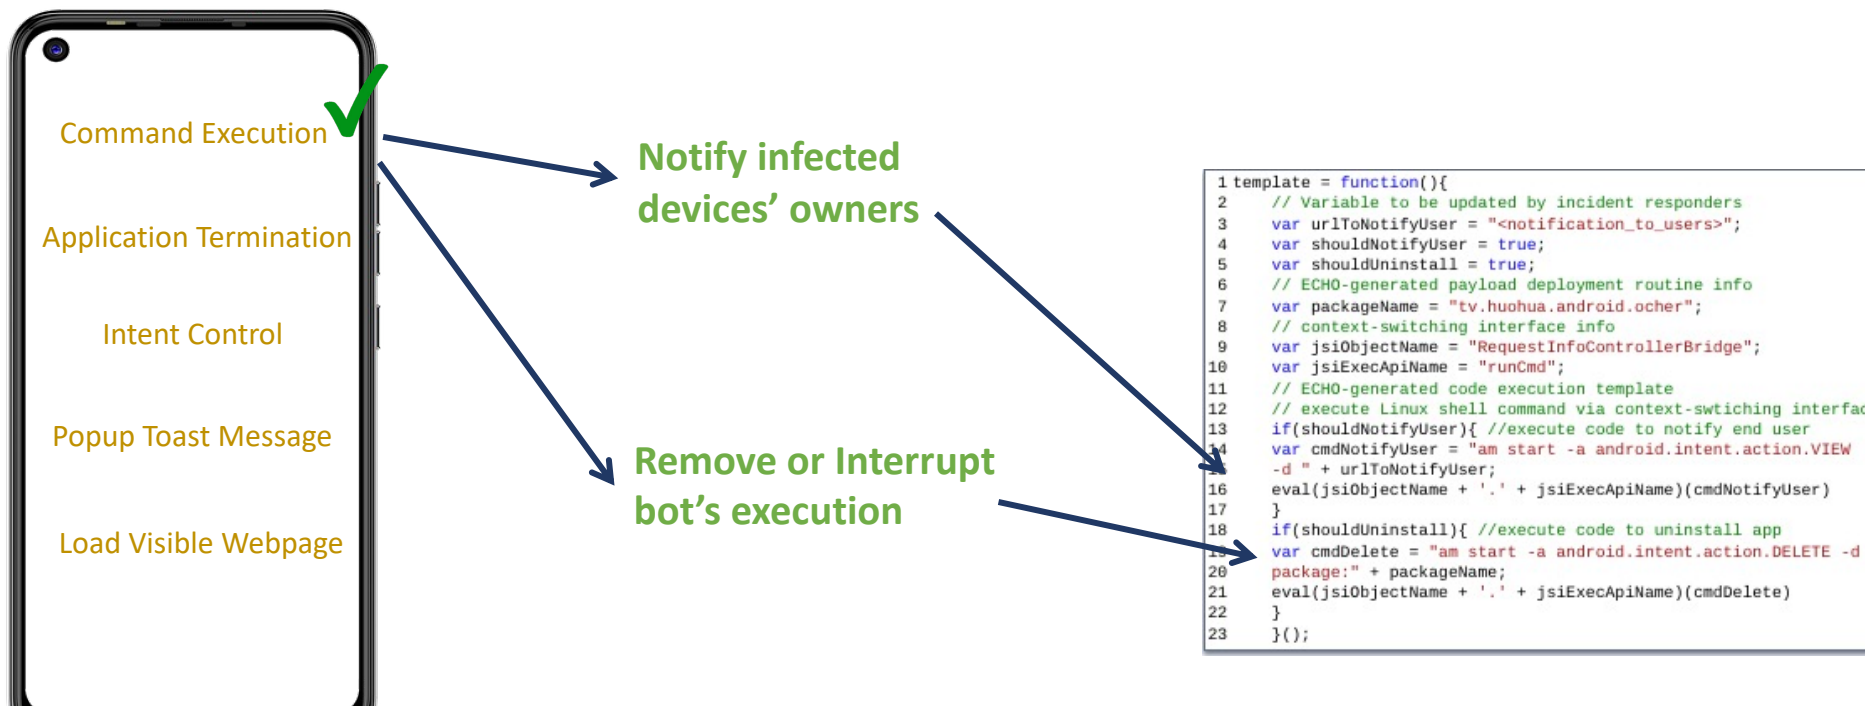 Command Execution
Application Termination
Intent Control
Popup Toast Message
Load Visible Webpage
Notify infected
devices’ owners
Remove or Interrupt
bot’s execution
1 template = function(){
2 // Variable to be updated by incident responders
3 var urlToNotifyUser = "<notification_to_users>";
4 var shouldNotifyUser = true;
5 var shouldUninstall = true;
6 // ECHO-generated payload deployment routine info
7 var packageName = "tv.huohua.android.ocher";
8 // context-switching interface info
9 var jsiObjectName = "RequestInfoControllerBridge";
10 var jsiExecApiName = "runCmd";
11 // ECHO-generated code execution template
12 // execute Linux shell command via context-swtiching interfac
13 if(shouldNotifyUser){ //execute code to notify end user
14 var cmdNotifyUser = "am start -a android.intent.action.VIEW
15 -d " + urlToNotifyUser;
16 eval(jsiObjectName + '.' + jsiExecApiName)(cmdNotifyUser)
17 }
18 if(shouldUninstall){ //execute code to uninstall app
19 var cmdDelete = "am start -a android.intent.action.DELETE -d
20 package:" + packageName;
21 eval(jsiObjectName + '.' + jsiExecApiName)(cmdDelete)
22 }
23 }();